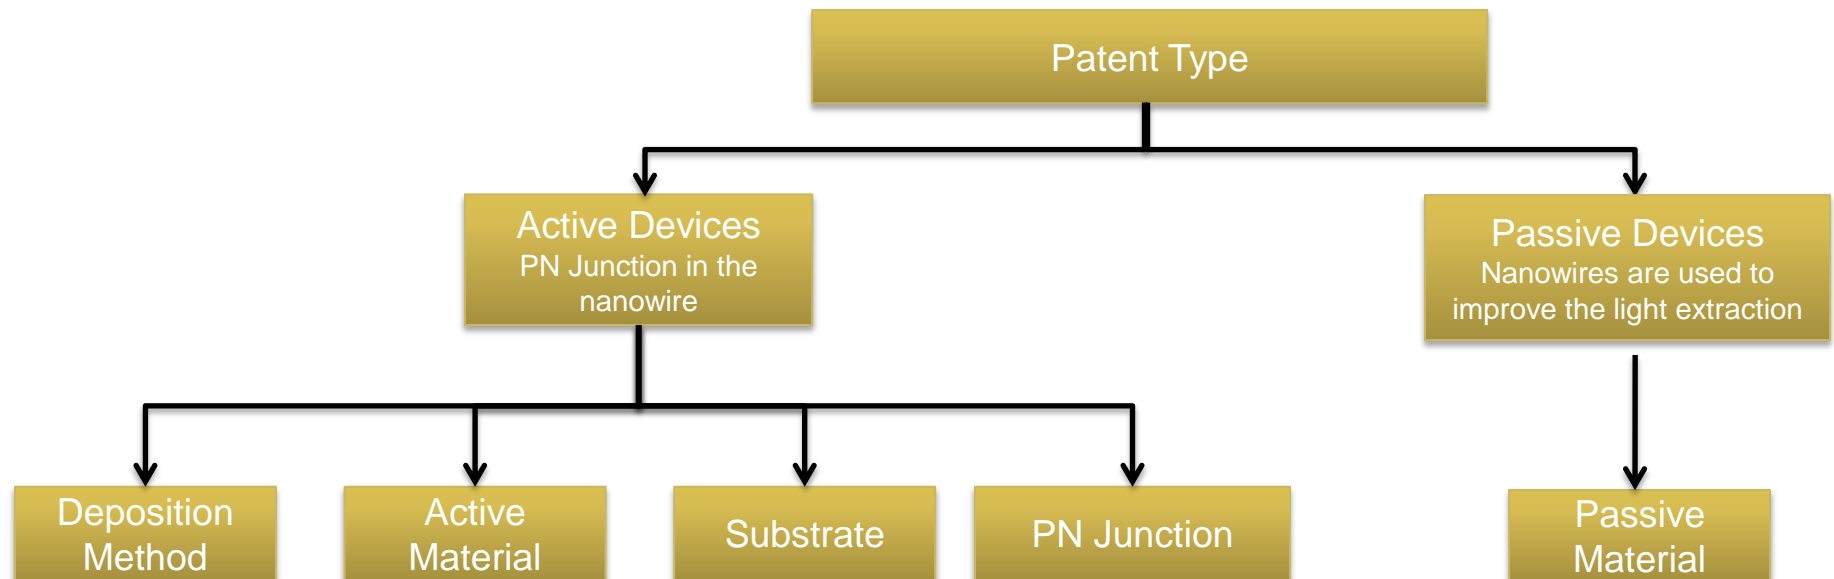 Patent Type
Active Devices
PN Junction in the
nanowire
Passive Devices
Nanowires are used to
improve the light extraction
Deposition
Method
Active
Material
Substrate
PN Junction
Passive
Material